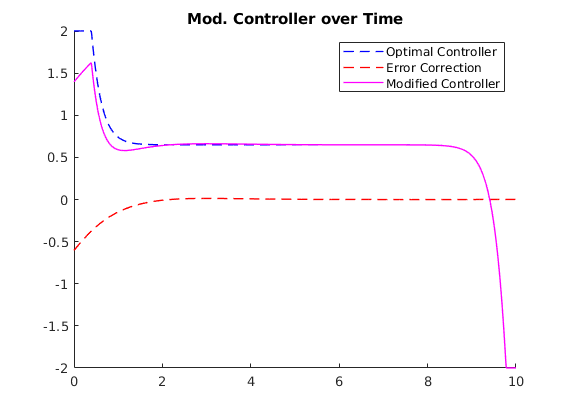 Mod. Controller over Time
Optimal Controller
Error Correction
Modified Controller
2
1.5
1
0.5
0
-0.5
-1
-1.5
-2
0 2 4 6 8 10